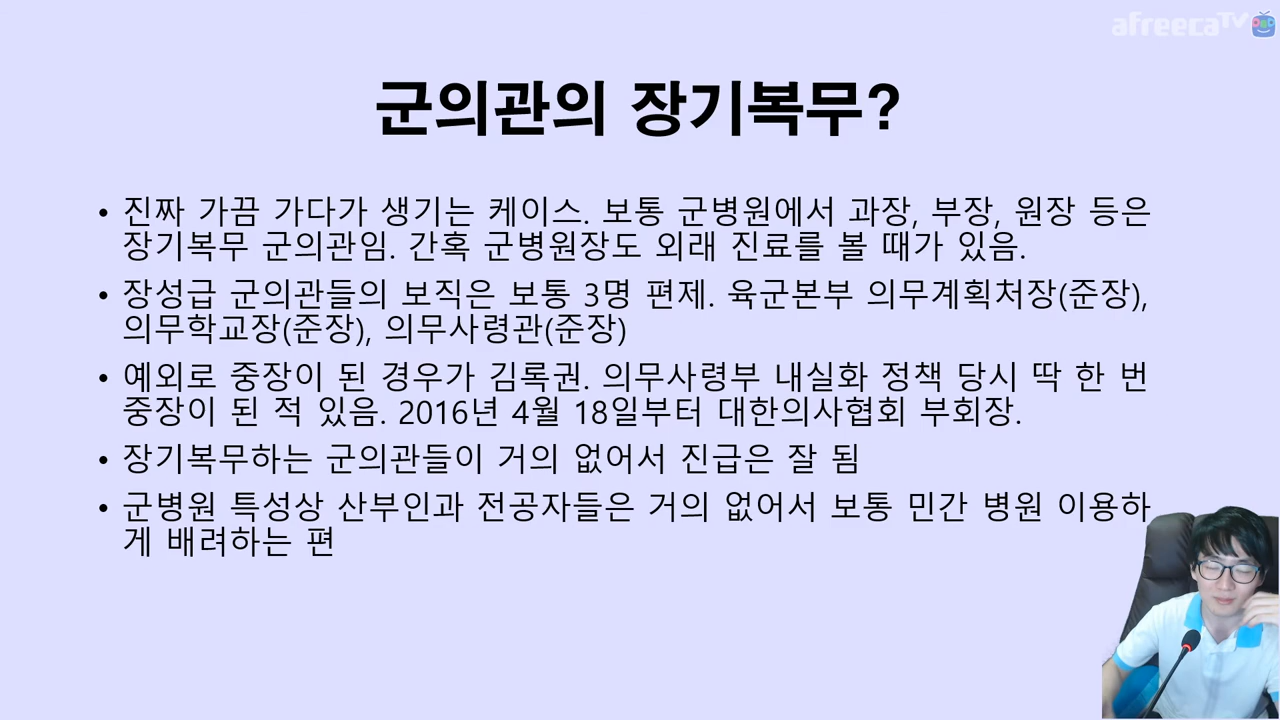 afreecaTV
군의관의 장기복무?
• 진짜 가끔 가다가 생기는 케이스. 보통 군병원에서 과장, 부장, 원장 등은
장기복무 군의관임. 간혹 군병원장도 외래 진료를 볼 때가 있음.
• 장성급 군의관들의 보직은 보통 3명 편제. 육군본부 의무계획처장(준장),
의무학교장(준장), 의무사령관(준장)
• 예외로 중장이 된 경우가 김록권. 의무사령부 내실화 정책 당시 딱 한 번
중장이 된 적 있음. 2016년 4월 18일부터 대한의사협회 부회장.
• 장기복무하는 군의관들이 거의 없어서 진급은 잘 됨
• 군병원 특성상 산부인과 전공자들은 거의 없어서 보통 민간 병원 이용하
게 배려하는 편